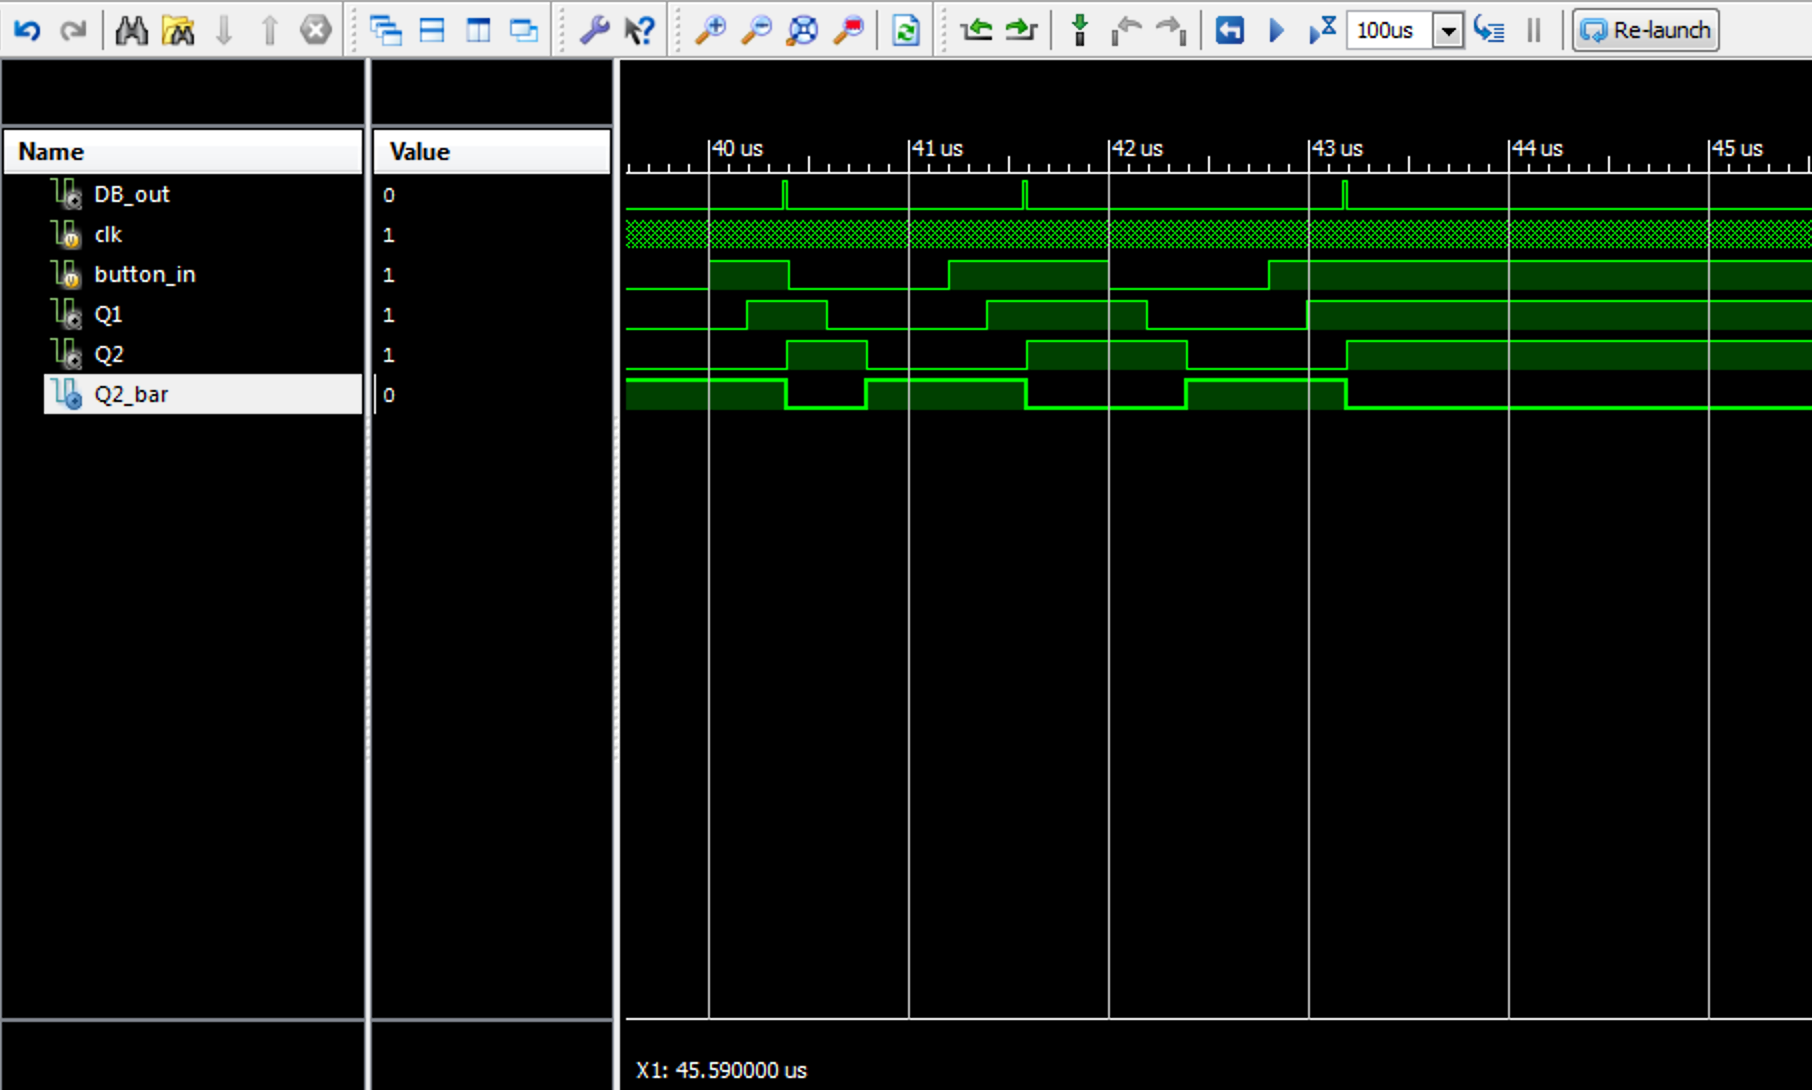 100us Re-launch
Name Value
40 us 41 us 42 us 43 us 44 us 45 us
DB_out 0
clk 1
button_in 1
Q1 1
Q2 1
Q2_bar 0
X1: 45.590000 us